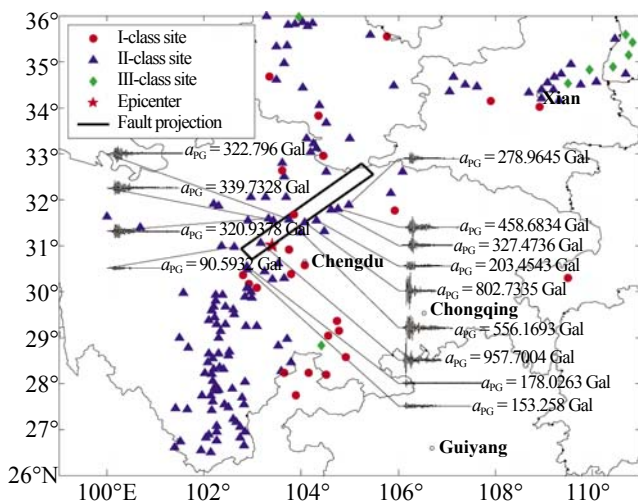 36°
I-class site
II-class site
35°
III-class site
Epicenter
Xian
34°
Fault projection
33°
aPG = 322.796 Gal
aPG = 278.9645 Gal
32°
aPG = 339.7328 Gal
aPG = 458.6834 Gal
aPG = 320.9378 Gal
aPG = 327.4736 Gal
31°
aPG = 90.5932 Gal
Chengdu
aPG = 203.4543 Gal
30°
aPG = 802.7335 Gal
Chongqing
29°
aPG = 556.1693 Gal
aPG = 957.7004 Gal
28°
aPG = 178.0263 Gal
aPG = 153.258 Gal
27°
Guiyang
26°N
100°E 102° 104° 106° 108° 110°